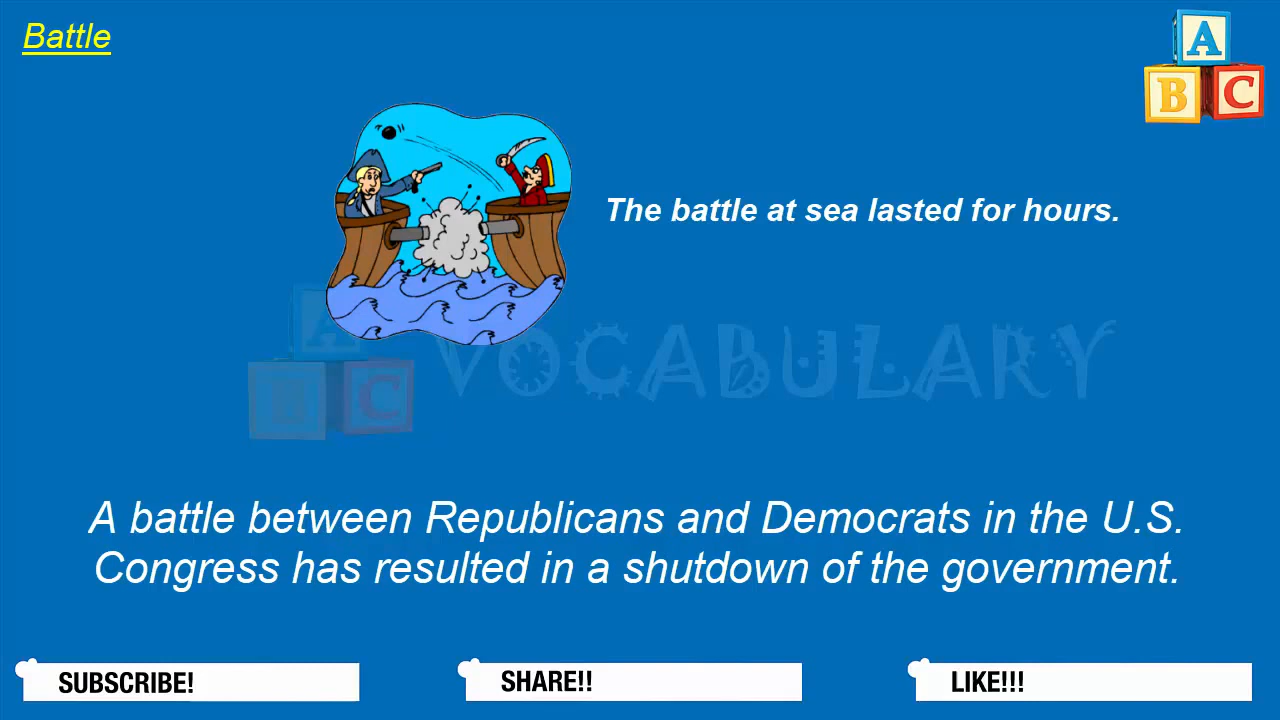 Battle
A
B C
The battle at sea lasted for hours.
A
B C VOCABULARY
A battle between Republicans and Democrats in the U.S.
Congress has resulted in a shutdown of the government.
SUBSCRIBE! SHARE!! LIKE!!!